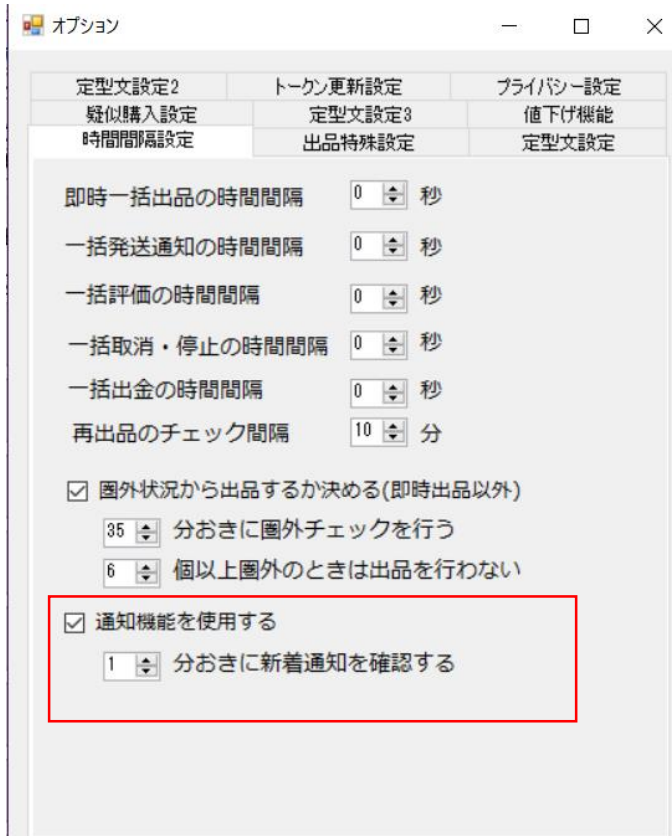 オプション
定型文設定2 トークン更新設定 プライバシー設定
疑似購入設定 定型文設定3 値下げ機能
時間間隔設定 出品特殊設定 定型文設定
即時一括出品の時間間隔 0 秒
一括発送通知の時間間隔 0 秒
一括評価の時間間隔 0 秒
一括取消・停止の時間間隔 0 秒
一括出金の時間間隔 0 秒
再出品のチェック間隔 10 分
圏外状況から出品するか決める(即時出品以外)
35 分おきに圏外チェックを行う
6 個以上圏外のときは出品を行わない
通知機能を使用する
1 分おきに新着通知を確認する